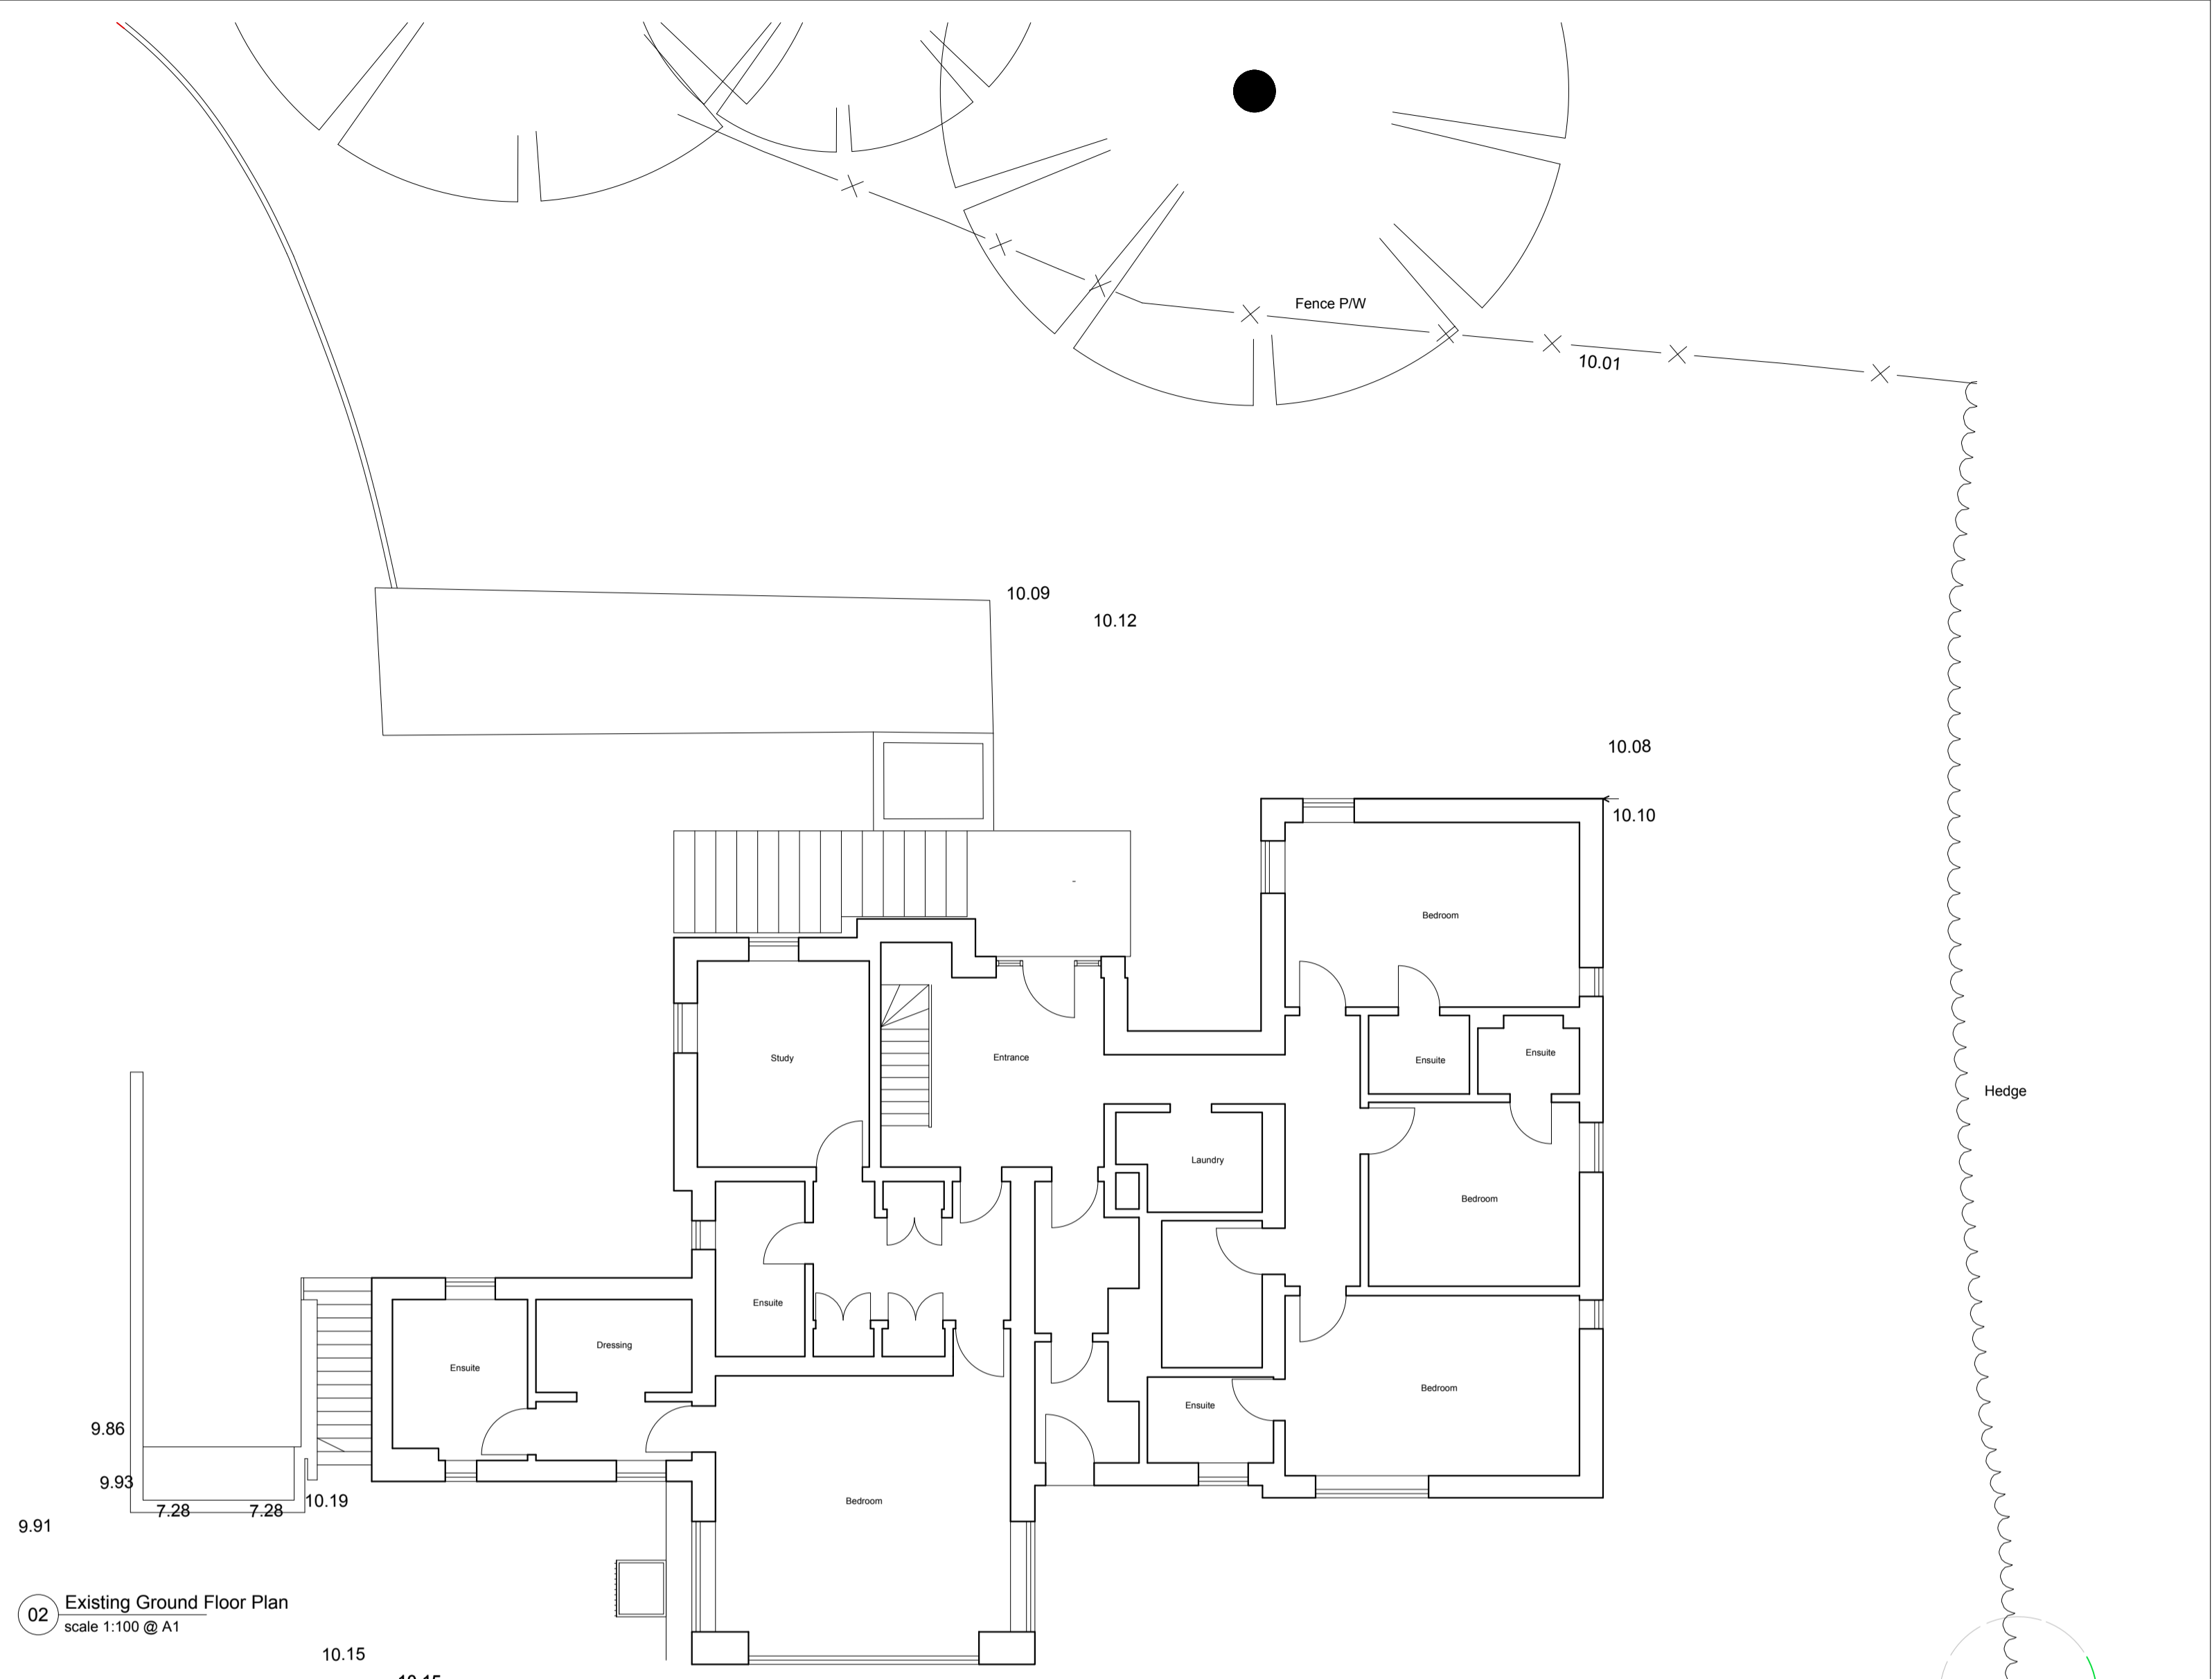 Fence P/W
10.01
10.09
10.12
10.08
10.10
Bedroom
Study
Entrance
Ensuite
Ensuite
Hedge
Laundry
Bedroom
Ensuite
Dressing
Ensuite
Bedroom
Ensuite
9.86
9.93
7.28
7.28
10.19
9.91
Bedroom
02
Existing Ground Floor Plan
scale 1:100 @ A1
10.15
10.15